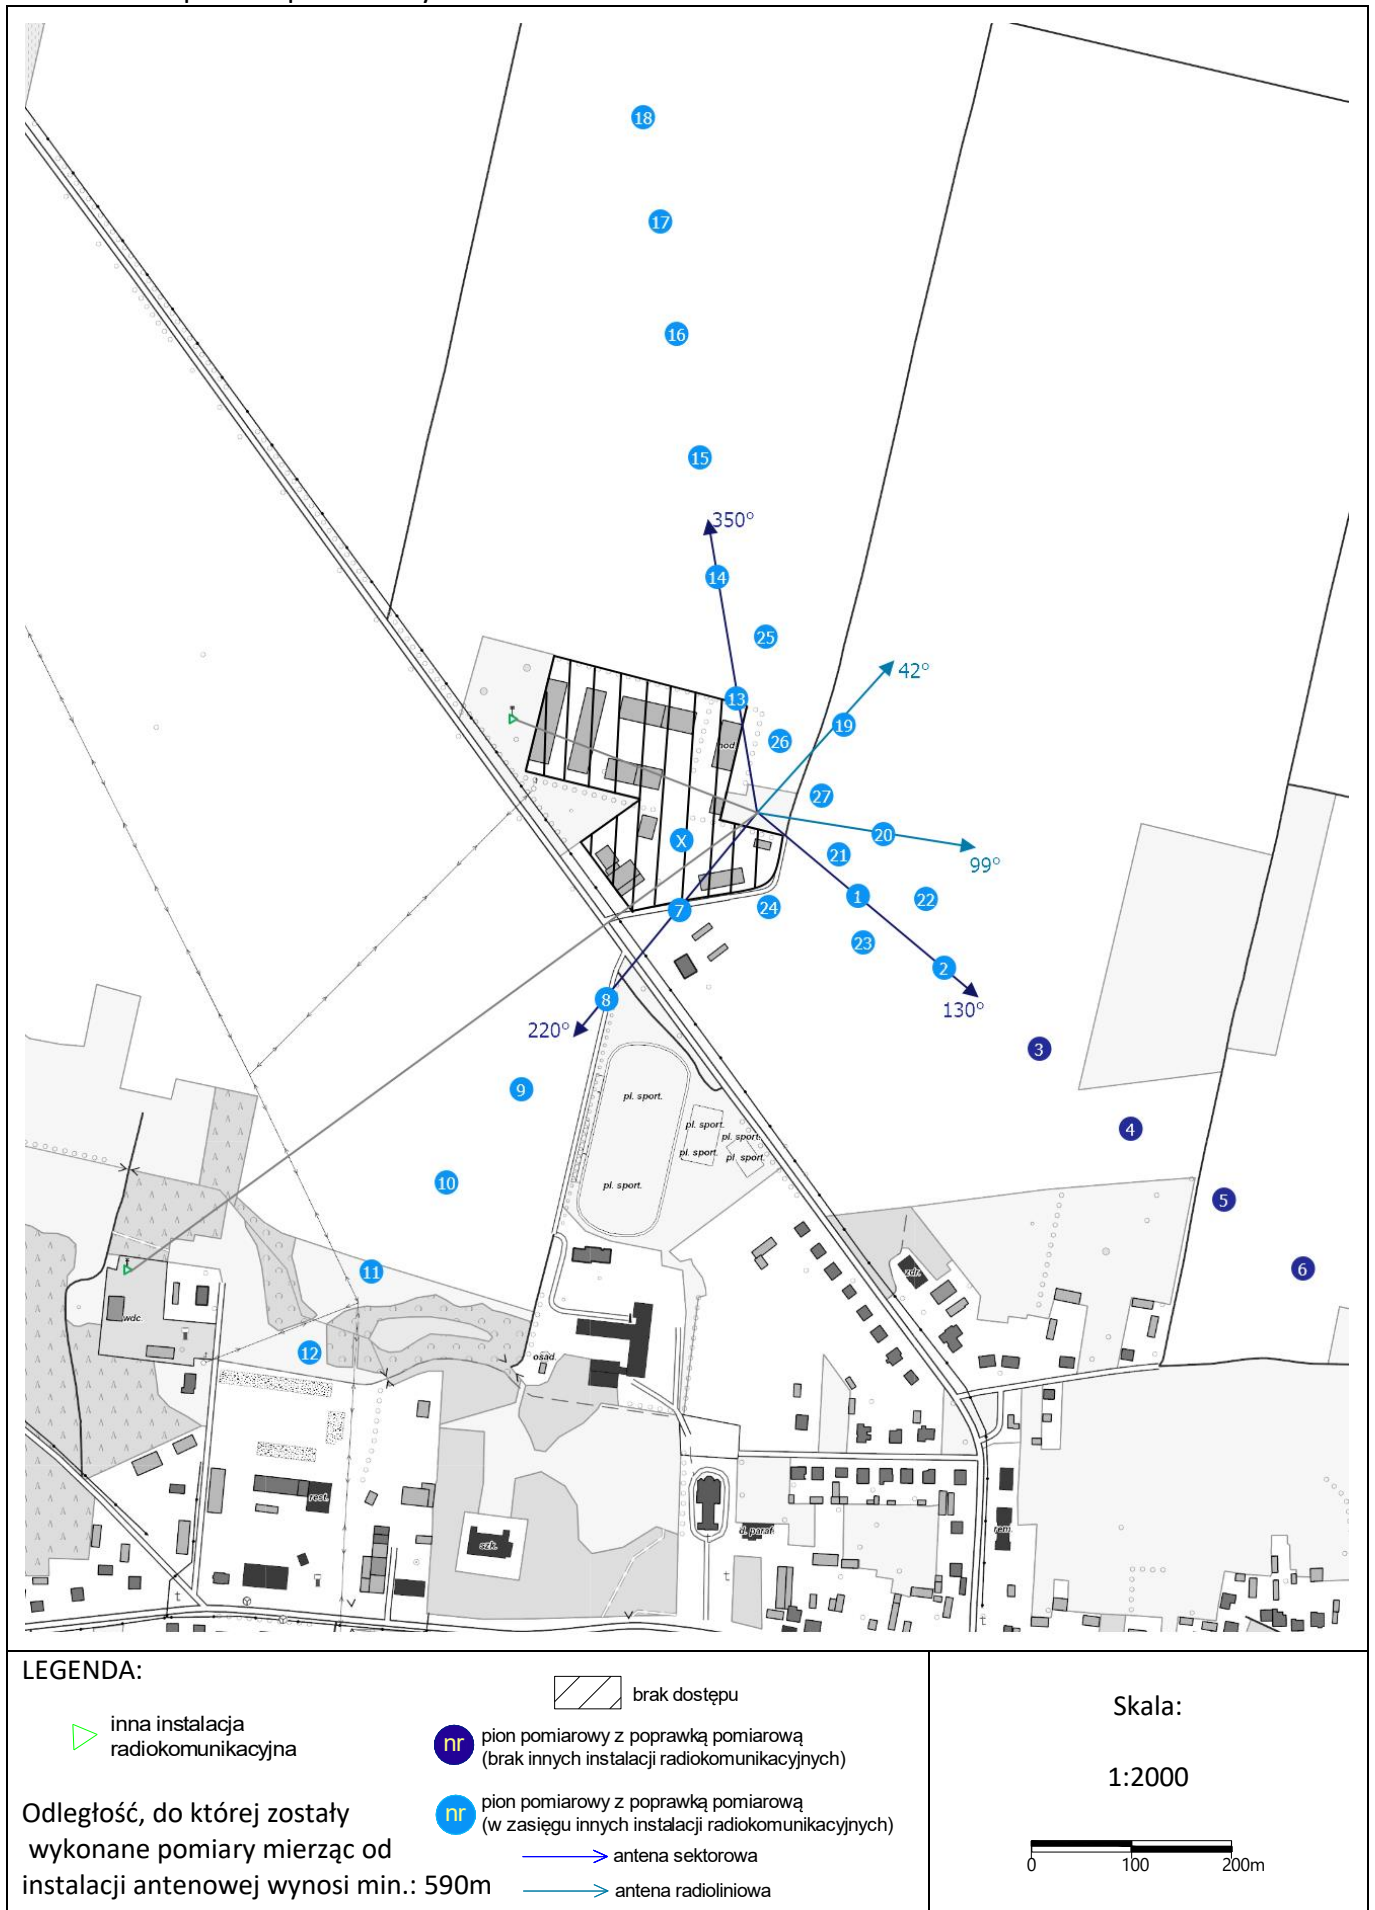 18
17
16
15
350°
14
25
42°
13
19
26
27
20
X
21
99°
1
22
7
24
23
2
8
130°
220°
3
9
pl. sport.
4
pl. sport.
pl. sport.
pl. sport.
pl. sport.
10
pl. sport.
5
11
zdr.
6
wdc.
12
osad.
rest.
d. paraf
rem.
szk.
t
t
t
LEGENDA:
inna instalacja
radiokomunikacyjna
Odległość, do której zostały
wykonane pomiary mierząc od
instalacji antenowej wynosi min.: 590m
brak dostępu
nr pion pomiarowy z poprawką pomiarową
(brak innych instalacji radiokomunikacyjnych)
nr pion pomiarowy z poprawką pomiarową
(w zasięgu innych instalacji radiokomunikacyjnych)
antena sektorowa
antena radioliniowa
Skala:
1:2000
0 100 200m